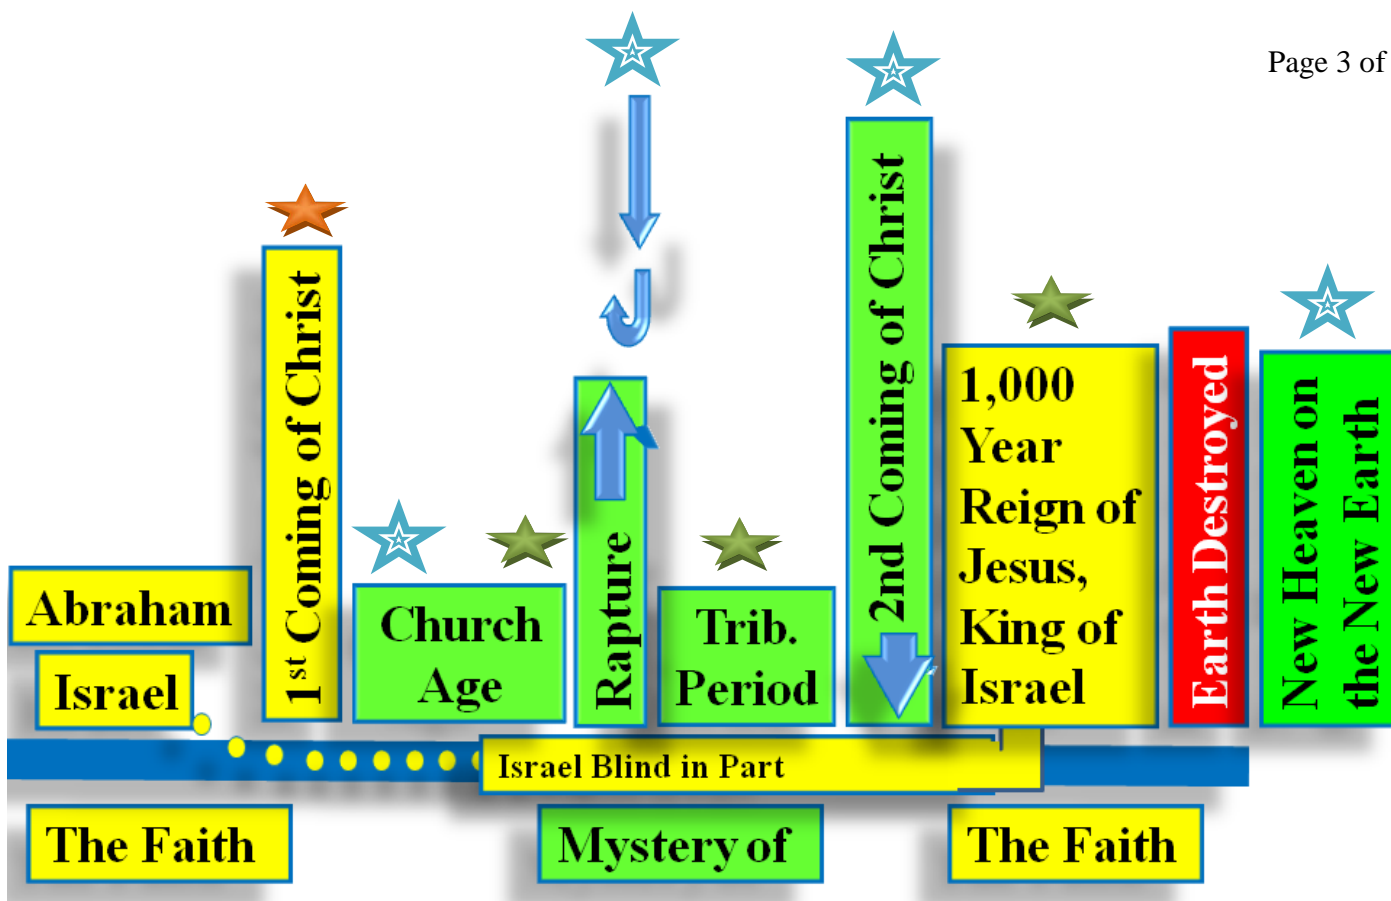 Page 3 of
Abraham
Israel
1st Coming of Christ
Church
Age
Rapture
Trib.
Period
2nd Coming of Christ
1,000
Year
Reign of
Jesus,
King of
Israel
Earth Destroyed
New Heaven on
the New Earth
Israel Blind in Part
The Faith
Mystery of
The Faith